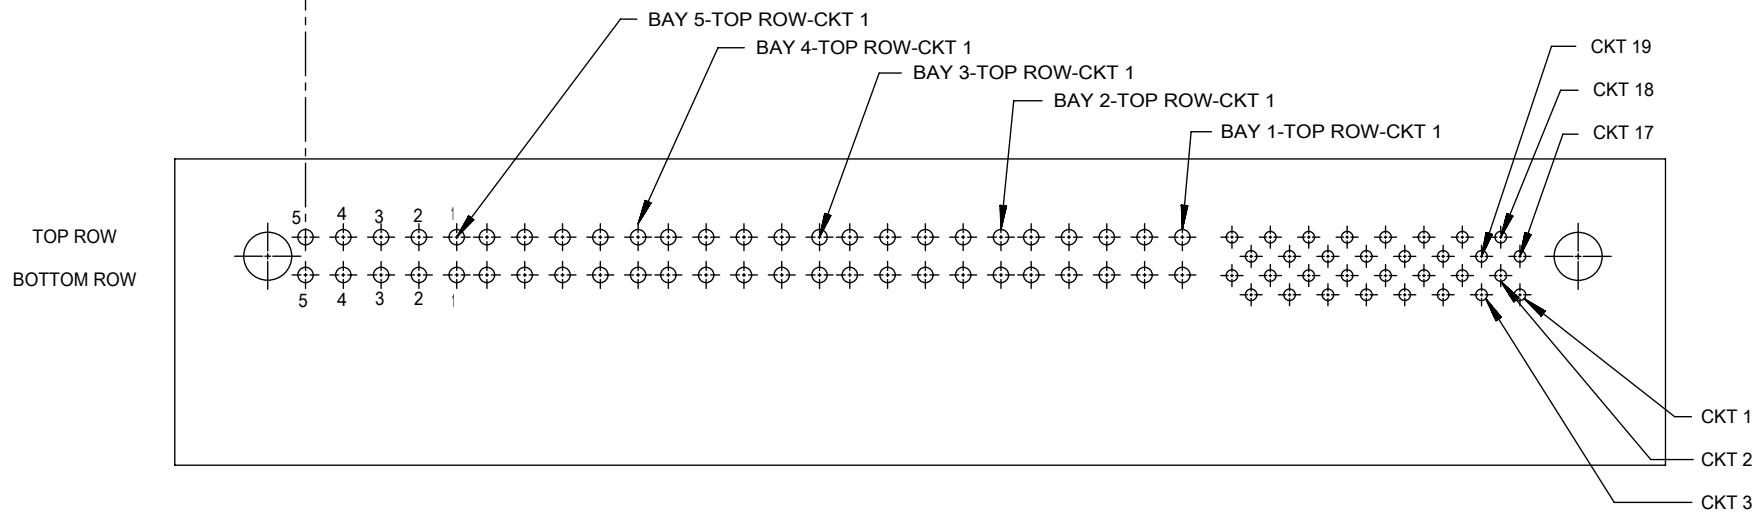 BAY 5-TOP ROW-CKT 1
BAY 4-TOP ROW-CKT 1
BAY 3-TOP ROW-CKT 1
BAY 2-TOP ROW-CKT 1
BAY 1-TOP ROW-CKT 1
CKT 19
CKT 18
CKT 17
5 4 3 2 1
TOP ROW
BOTTOM ROW
5 4 3 2 1
CKT 1
CKT 2
CKT 3